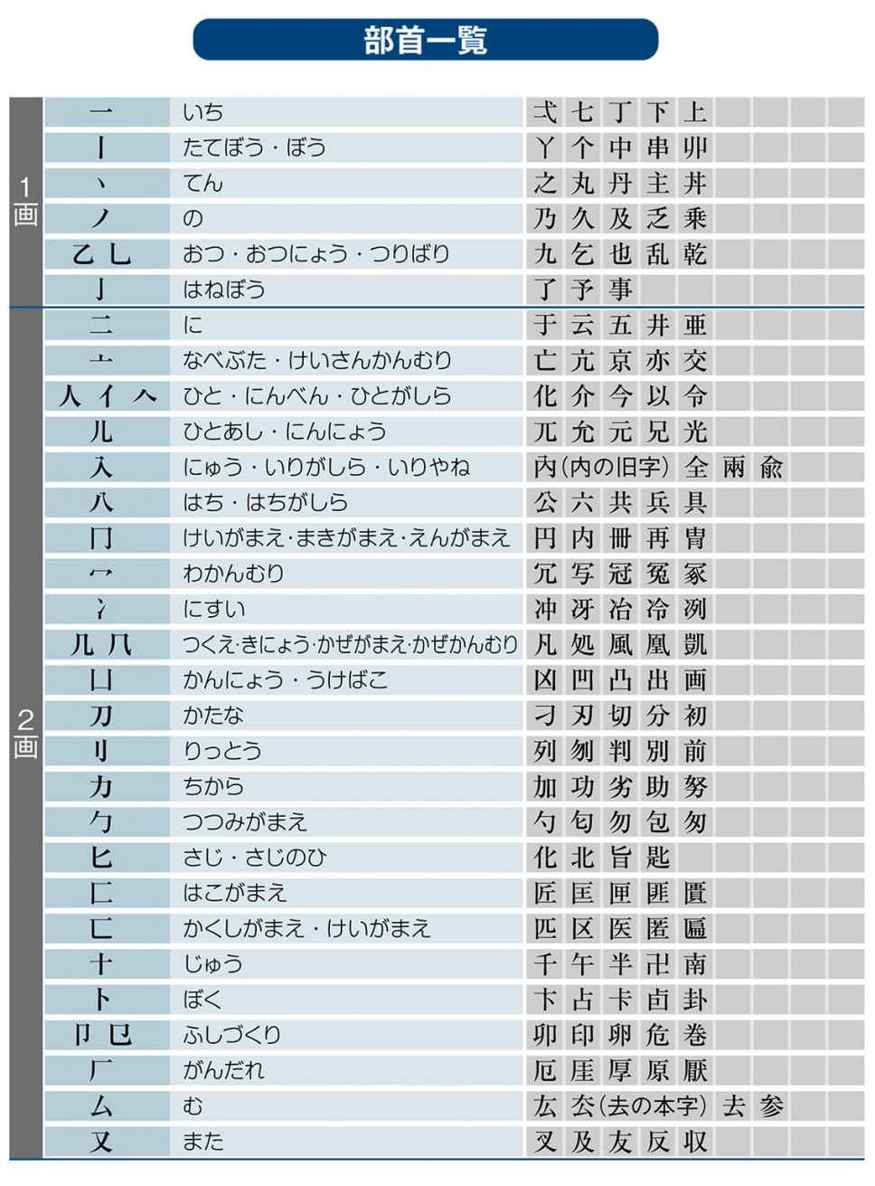 部首一覧
1画
一 いち 弌 七 丁 下 上
丨 たてぼう・ぼう 丫 个 中 串 丱
丶 てん 之 丸 丹 主 丼
ノ の 乃 久 及 乏 乗
乙 乚 おつ・おつにょう・つりばり 九 乞 也 乱 乾
亅 はねぼう 了 予 事
2画
二 に 于 云 五 井 亜
亠 なべぶた・けいさんかんむり 亡 亢 京 亦 交
人 亻 𠆢 ひと・にんべん・ひとがしら 化 介 今 以 令
儿 ひとあし・にんにょう 兀 允 元 兄 光
入 にゅう・いりがしら・いりやね 內(内の旧字) 全 兩 兪
八 はち・はちがしら 公 六 共 兵 具
冂 けいがまえ・まきがまえ・えんがまえ 円 内 冊 再 冑
冖 わかんむり 冗 写 冠 冤 冢
冫 にすい 冲 冴 冶 冷 冽
几 𠘨 つくえ・きにょう・かぜがまえ・かぜかんむり 凡 処 風 凰 凱
凵 かんにょう・うけばこ 凶 凹 凸 出 画
刀 かたな 刁 刃 切 分 初
刂 りっとう 列 刎 判 別 前
力 ちから 加 功 劣 助 努
勹 つつみがまえ 勺 匂 勿 包 匆
匕 さじ・さじのひ 化 北 旨 匙
匚 はこがまえ 匠 匡 匣 匪 匱
匸 かくしがまえ・けいがまえ 匹 区 医 匿 匾
十 じゅう 千 午 半 卍 南
卜 ぼく 卞 占 卡 卣 卦
卩 㔾 ふしづくり 卯 印 卵 危 巻
厂 がんだれ 厄 厓 厚 原 厭
厶 む 厷 厺(去の本字) 去 参
又 また 叉 及 友 反 収